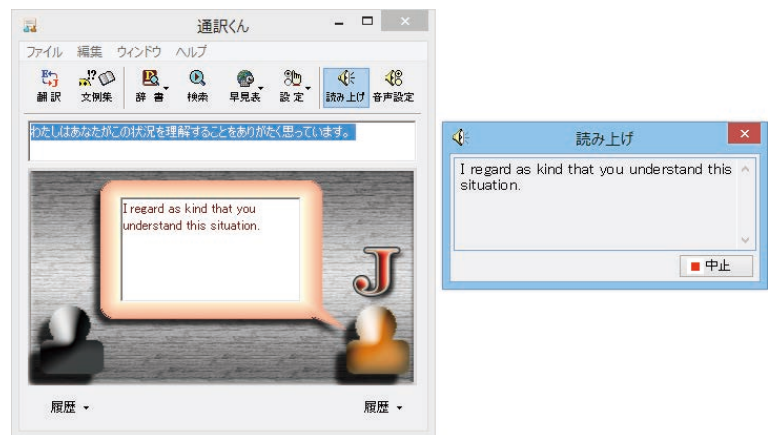 通訳くん
ファイル 編集 ウィンドウ ヘルプ
翻訳 文例集 辞書 検索 早見表 設定 読み上げ 音声設定
わたしはあなたがこの状況を理解することをありがたく思っています。
I regard as kind that you
understand this situation.
J
履歴 履歴
読み上げ
I regard as kind that you understand this
situation.
中止